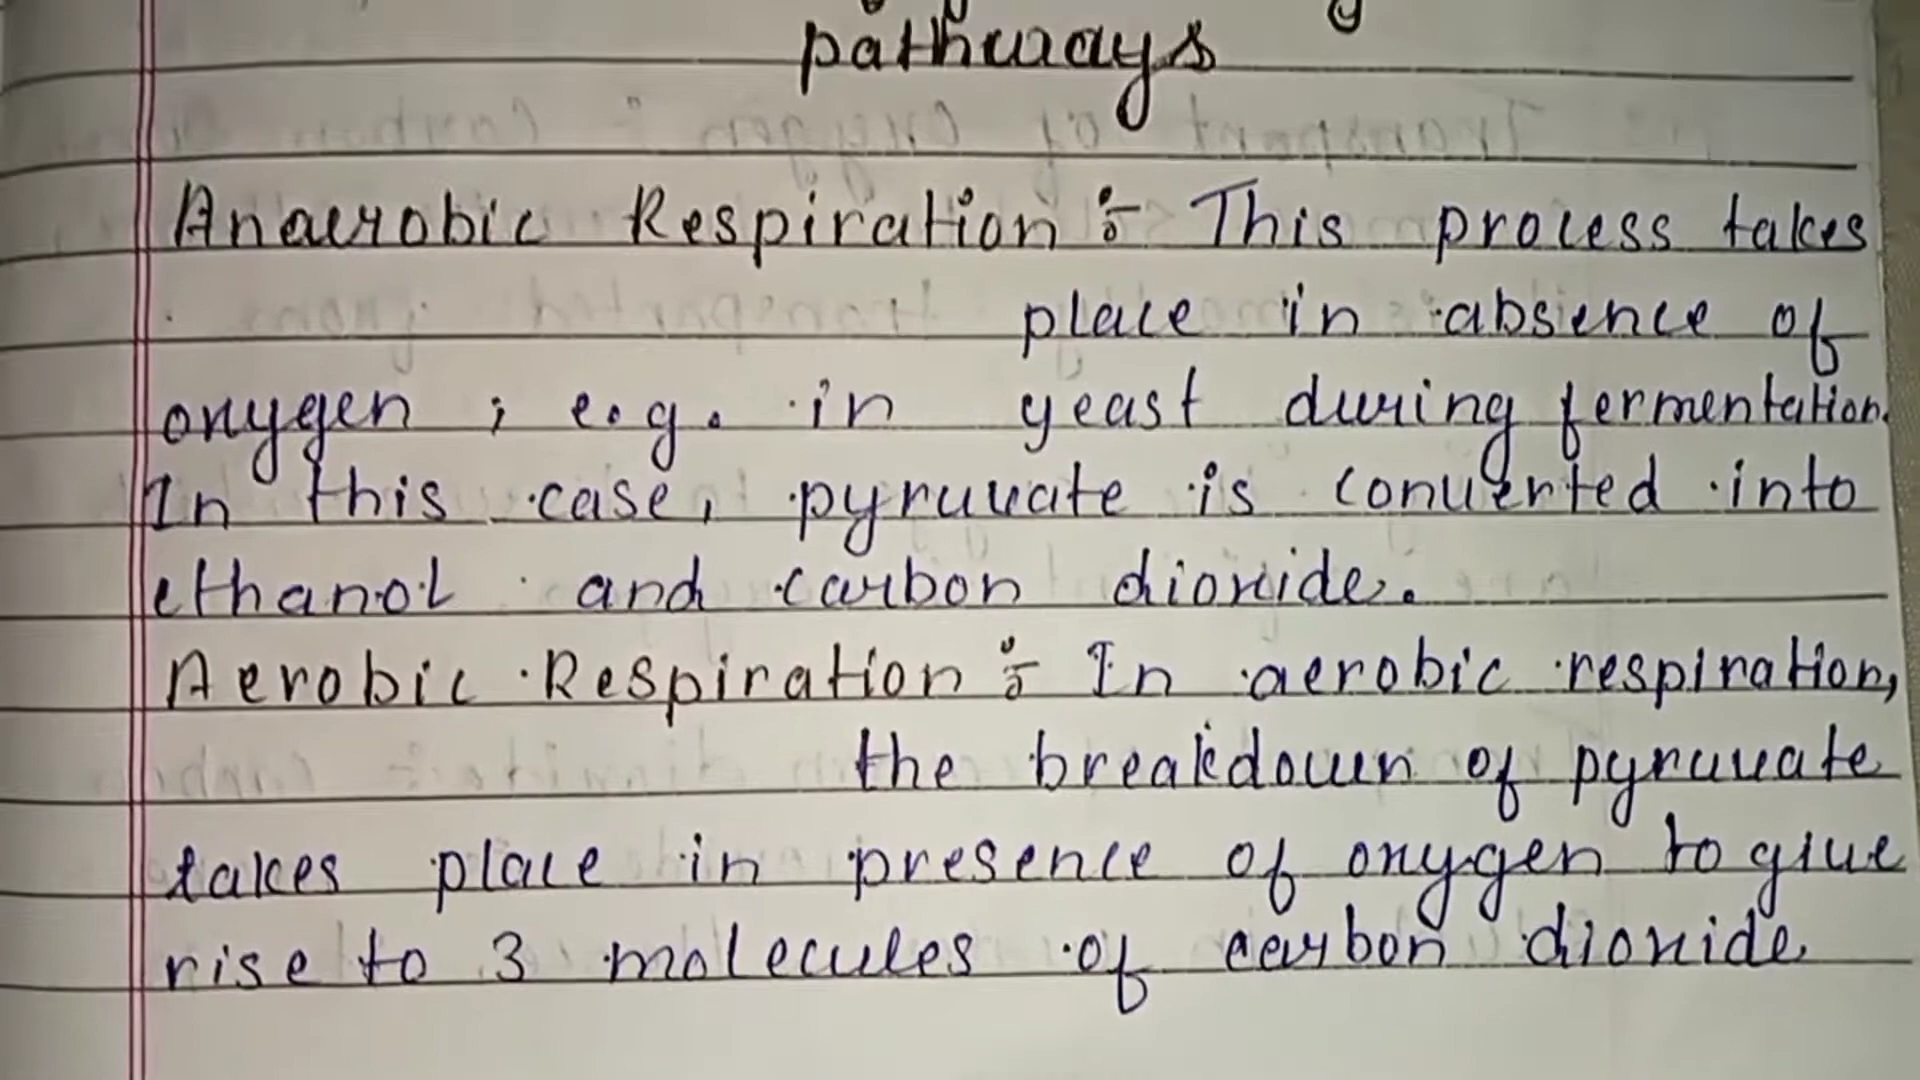 pathways
Anaerobic Respiration :- This process takes
place in absence of
oxygen ; e.g. in yeast during fermentation.
In this case, pyruvate is converted into
ethanol and carbon dioxide.
Aerobic Respiration :- In aerobic respiration,
the breakdown of pyruvate
takes place in presence of oxygen to give
rise to 3 molecules of carbon dioxide